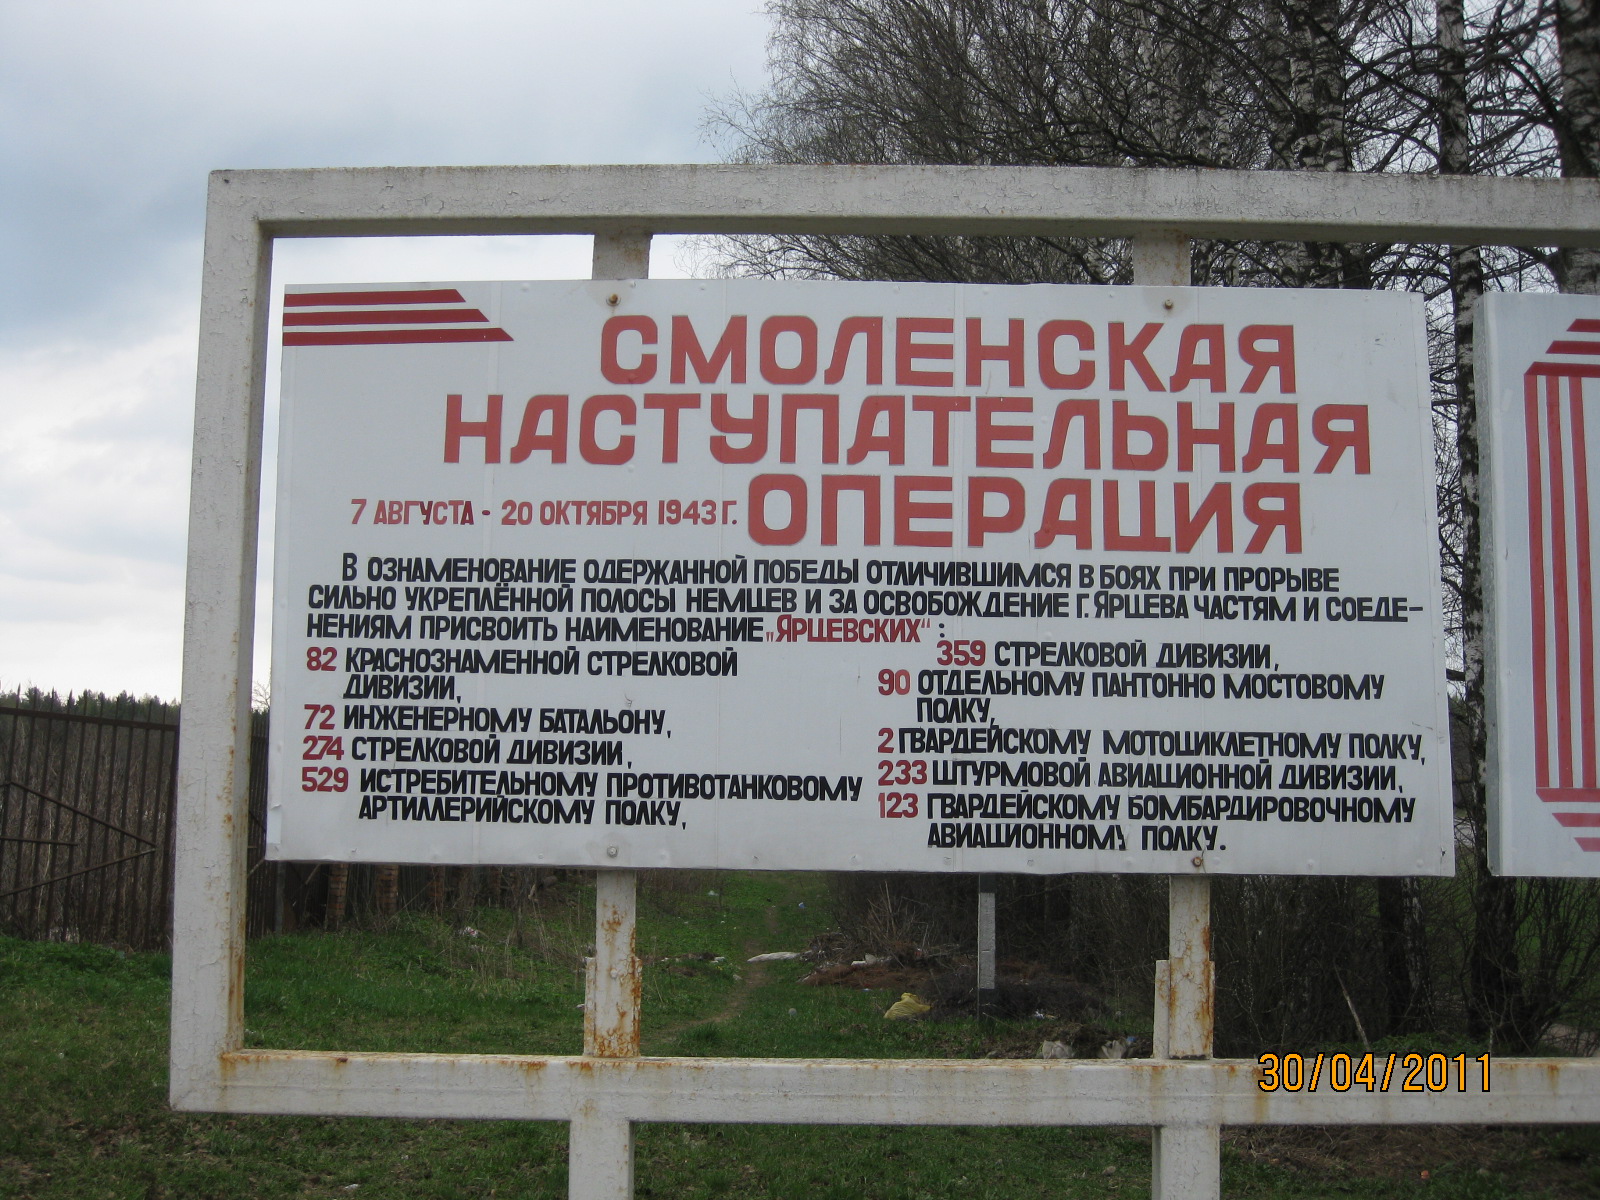 СМОЛЕНСКАЯ
НАСТУПАТЕЛЬНАЯ
ОПЕРАЦИЯ
7 АВГУСТА - 20 ОКТЯБРЯ 1943 Г.
В ОЗНАМЕНОВАНИЕ ОДЕРЖАННОЙ ПОБЕДЫ ОТЛИЧИВШИМСЯ В БОЯХ ПРИ ПРОРЫВЕ
СИЛЬНО УКРЕПЛЁННОЙ ПОЛОСЫ НЕМЦЕВ И ЗА ОСВОБОЖДЕНИЕ Г. ЯРЦЕВА ЧАСТЯМ И СОЕДЕ-
НЕНИЯМ ПРИСВОИТЬ НАИМЕНОВАНИЕ „ЯРЦЕВСКИХ“ :
82 КРАСНОЗНАМЕННОЙ СТРЕЛКОВОЙ
ДИВИЗИИ,
72 ИНЖЕНЕРНОМУ БАТАЛЬОНУ,
274 СТРЕЛКОВОЙ ДИВИЗИИ,
529 ИСТРЕБИТЕЛЬНОМУ ПРОТИВОТАНКОВОМУ
АРТИЛЛЕРИЙСКОМУ ПОЛКУ,
359 СТРЕЛКОВОЙ ДИВИЗИИ,
90 ОТДЕЛЬНОМУ ПАНТОННО МОСТОВОМУ
ПОЛКУ,
2 ГВАРДЕЙСКОМУ МОТОЦИКЛЕТНОМУ ПОЛКУ,
233 ШТУРМОВОЙ АВИАЦИОННОЙ ДИВИЗИИ,
123 ГВАРДЕЙСКОМУ БОМБАРДИРОВОЧНОМУ
АВИАЦИОННОМУ ПОЛКУ.
30/04/2011